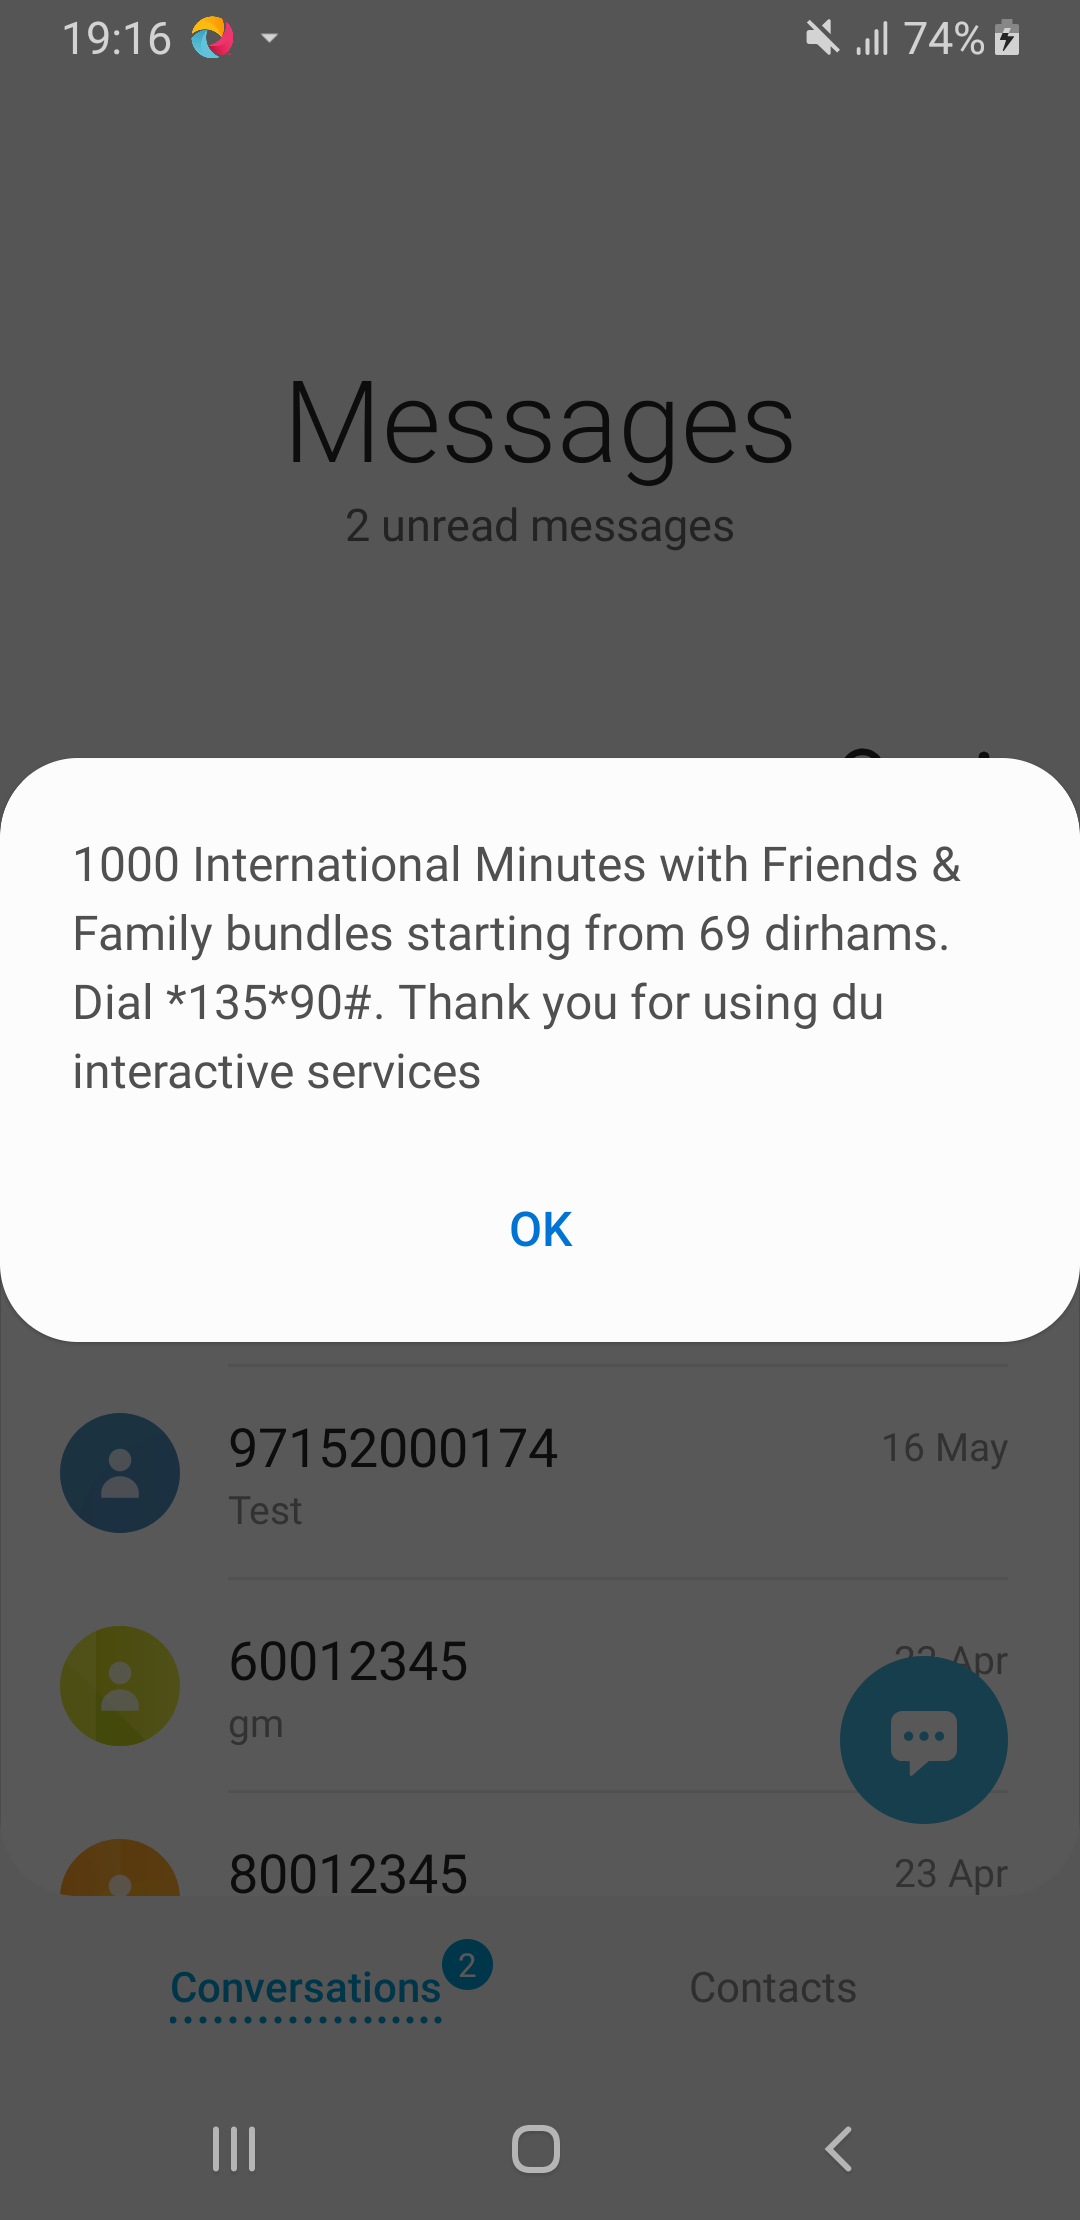 19:16
74%
Messages
2 unread messages
1000 International Minutes with Friends &
Family bundles starting from 69 dirhams.
Dial *135*90#. Thank you for using du
interactive services
OK
97152000174
16 May
Test
60012345
Apr
gm
80012345
23 Apr
Conversations
2
Contacts